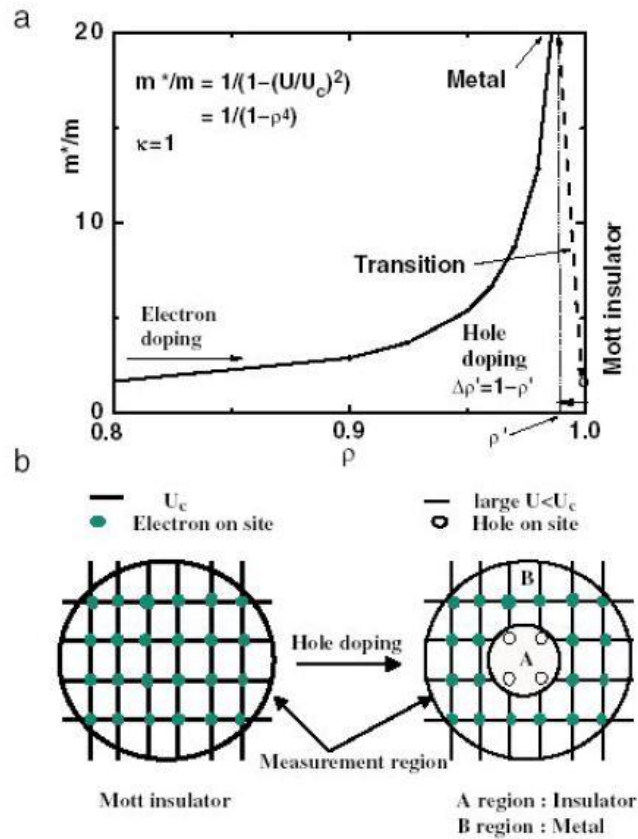 a
20
10
0
m*/m
m*/m = 1/(1−(U/U_c)²)
= 1/(1−ρ⁴)
κ=1
Metal
Transition
Electron
doping
Hole
doping
Δρ'=1−ρ'
Mott insulator
0.8
0.9
ρ'
1.0
ρ
b
U_c
Electron on site
large U<U_c
Hole on site
B
A
Hole doping
Measurement region
Mott insulator
A region : Insulator
B region : Metal